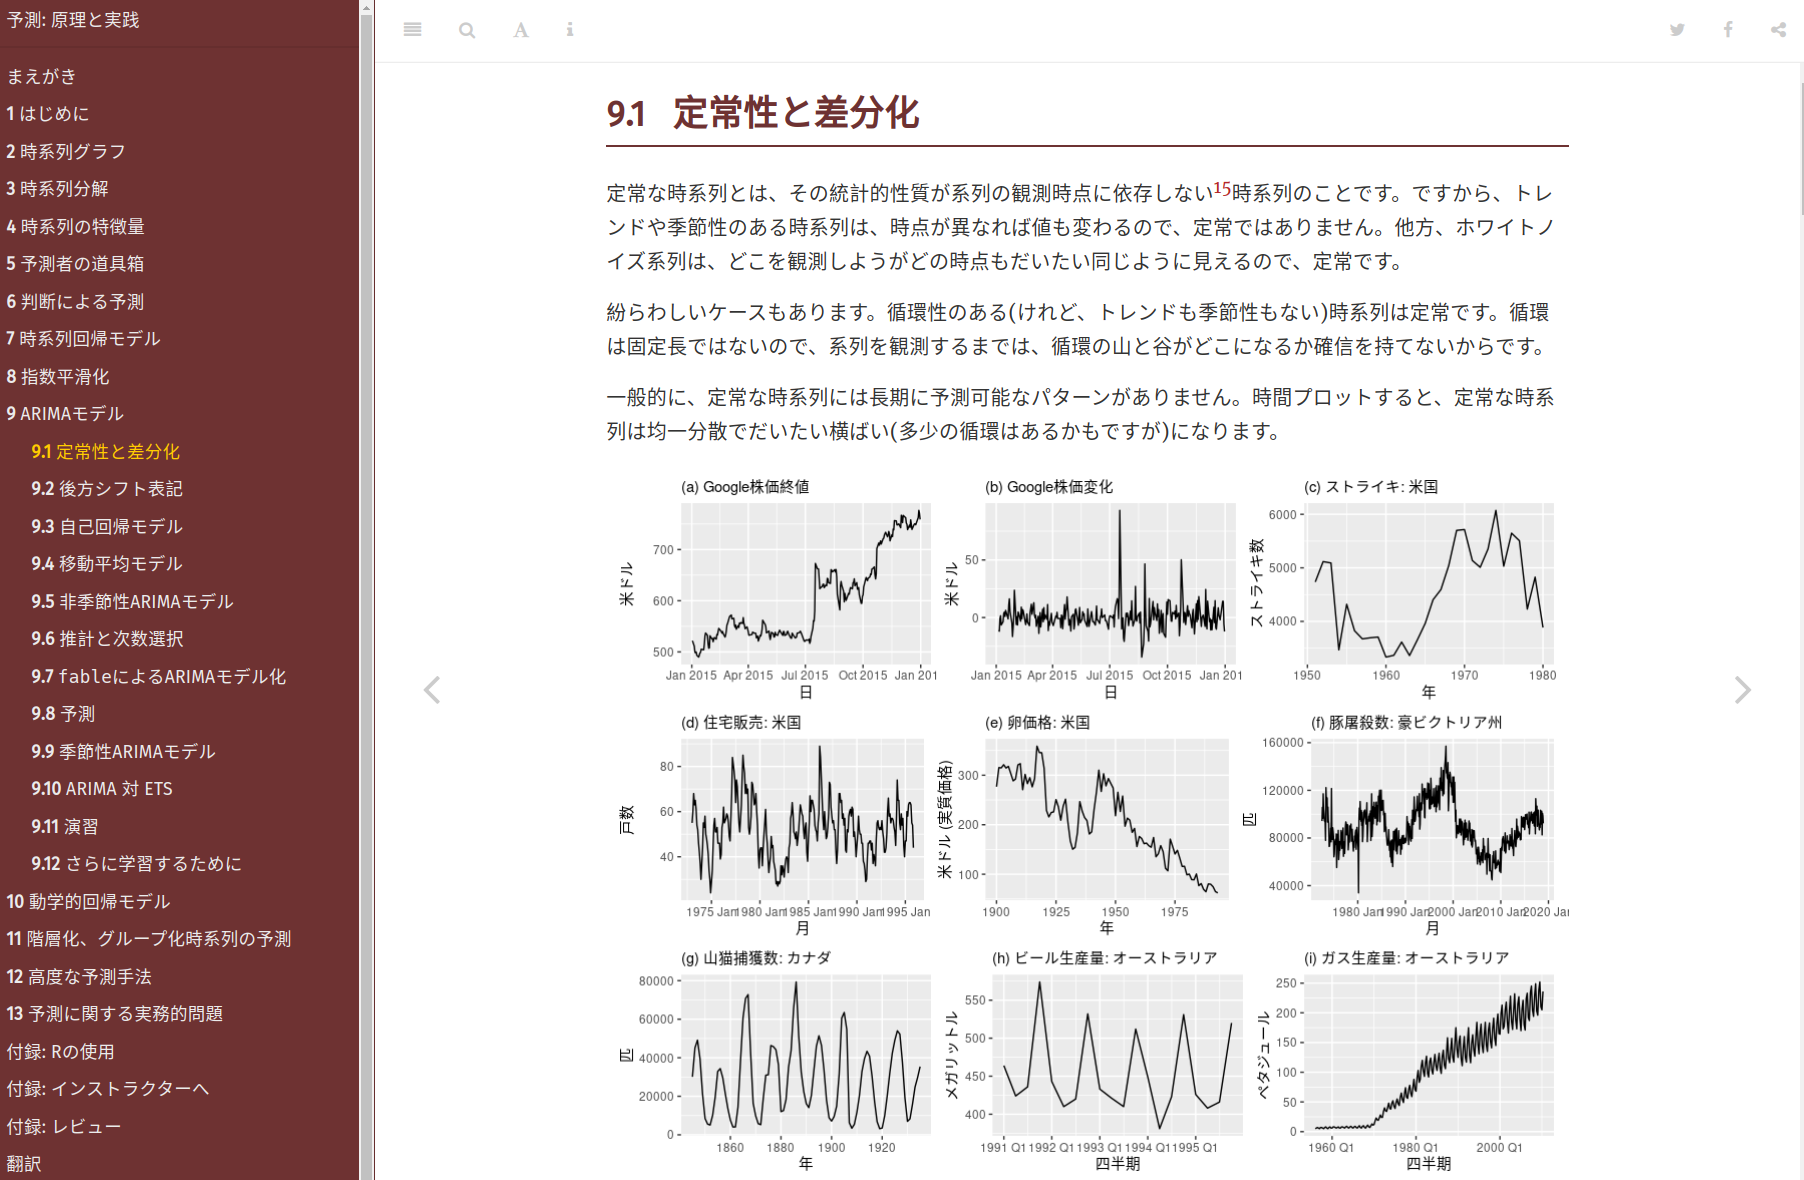 予測: 原理と実践
まえがき
1 はじめに
2 時系列グラフ
3 時系列分解
4 時系列の特徴量
5 予測者の道具箱
6 判断による予測
7 時系列回帰モデル
8 指数平滑化
9 ARIMAモデル
9.1 定常性と差分化
9.2 後方シフト表記
9.3 自己回帰モデル
9.4 移動平均モデル
9.5 非季節性ARIMAモデル
9.6 推計と次数選択
9.7 fableによるARIMAモデル化
9.8 予測
9.9 季節性ARIMAモデル
9.10 ARIMA 対 ETS
9.11 演習
9.12 さらに学習するために
10 動学的回帰モデル
11 階層化、グループ化時系列の予測
12 高度な予測手法
13 予測に関する実務的問題
付録: Rの使用
付録: インストラクターへ
付録: レビュー
翻訳
9.1 定常性と差分化
定常な時系列とは、その統計的性質が系列の観測時点に依存しない15時系列のことです。ですから、トレ
ンドや季節性のある時系列は、時点が異なれば値も変わるので、定常ではありません。他方、ホワイトノ
イズ系列は、どこを観測しようがどの時点もだいたい同じように見えるので、定常です。
紛らわしいケースもあります。循環性のある(けれど、トレンドも季節性もない)時系列は定常です。循環
は固定長ではないので、系列を観測するまでは、循環の山と谷がどこになるか確信を持てないからです。
一般的に、定常な時系列には長期に予測可能なパターンがありません。時間プロットすると、定常な時系
列は均一分散でだいたい横ばい(多少の循環はあるかもですが)になります。
(a) Google株価終値
米ドル
700
600
500
Jan 2015 Apr 2015 Jul 2015 Oct 2015 Jan 201
日
(b) Google株価変化
米ドル
50
0
Jan 2015 Apr 2015 Jul 2015 Oct 2015 Jan 201
日
(c) ストライキ: 米国
ストライキ数
6000
5000
4000
1950 1960 1970 1980
年
(d) 住宅販売: 米国
戸数
80
60
40
1975 Jan 1980 Jan 1985 Jan 1990 Jan 1995 Jan
月
(e) 卵価格: 米国
米ドル (実質価格)
300
200
100
1900 1925 1950 1975
年
(f) 豚屠殺数: 豪ビクトリア州
匹
160000
120000
80000
40000
1980 Jan 1990 Jan 2000 Jan 2010 Jan 2020 Jar
月
(g) 山猫捕獲数: カナダ
匹
80000
60000
40000
20000
0
1860 1880 1900 1920
年
(h) ビール生産量: オーストラリア
メガリットル
550
500
450
400
1991 Q1 1992 Q1 1993 Q1 1994 Q1 1995 Q1
四半期
(i) ガス生産量: オーストラリア
ペタジュール
250
200
150
100
50
0
1960 Q1 1980 Q1 2000 Q1
四半期